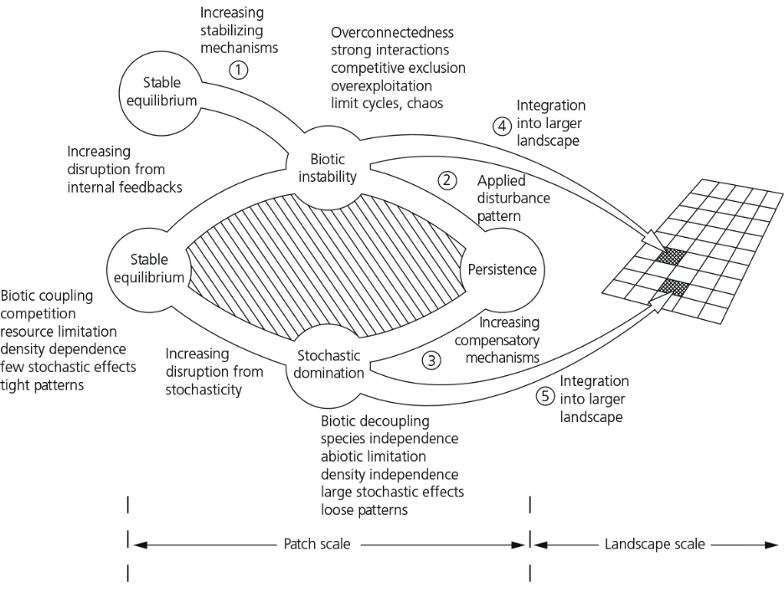 Increasing
stabilizing
mechanisms
1
Overconnectedness
strong interactions
competitive exclusion
overexploitation
limit cycles, chaos
Stable
equilibrium
Integration
into larger
landscape
4
Increasing
disruption from
internal feedbacks
Biotic
instability
2
Applied
disturbance
pattern
Stable
equilibrium
Persistence
Biotic coupling
competition
resource limitation
density dependence
few stochastic effects
tight patterns
Increasing
disruption from
stochasticity
Stochastic
domination
3
Increasing
compensatory
mechanisms
5
Integration
into larger
landscape
Biotic decoupling
species independence
abiotic limitation
density independence
large stochastic effects
loose patterns
Patch scale
Landscape scale